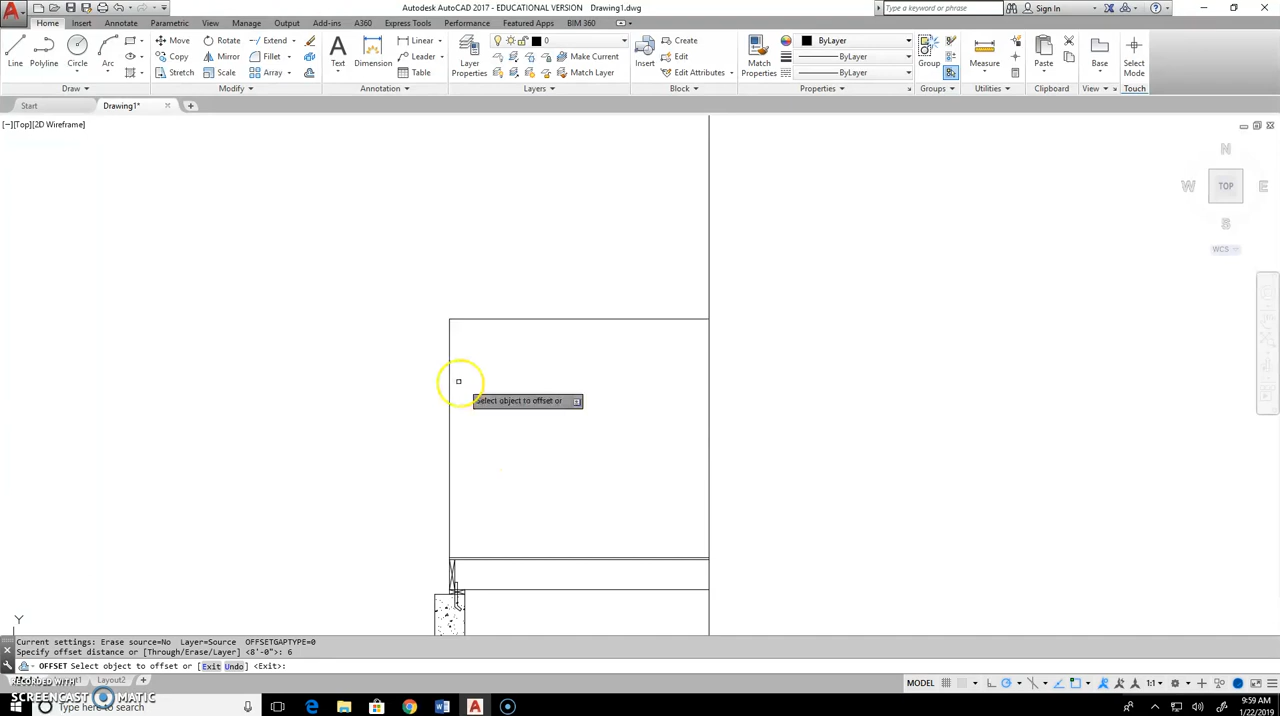 Autodesk AutoCAD 2017 - EDUCATIONAL VERSION Drawing1.dwg
Type a keyword or phrase
Sign In
Home Insert Annotate Parametric View Manage Output Add-ins A360 Express Tools Performance Featured Apps BIM 360
Line Polyline Circle Arc
Move Rotate Extend
Copy Mirror Fillet
Stretch Scale Array
Text Dimension
Linear
Leader
Table
Layer Properties
0
Make Current
Match Layer
Insert
Create
Edit
Edit Attributes
Match Properties
ByLayer
ByLayer
ByLayer
Group
Measure
Paste
Base
Select Mode
Draw Modify Annotation Layers Block Properties Groups Utilities Clipboard View Touch
Start Drawing1*
[−][Top][2D Wireframe]
N
W TOP E
S
WCS
Select object to offset or
Y
Current settings: Erase source=No Layer=Source OFFSETGAPTYPE=0
Specify offset distance or [Through/Erase/Layer] <8'-0">: 6
OFFSET Select object to offset or [Exit Undo] <Exit>:
RECORDED WITH
Layout2
MODEL
1:1
SCREENCAST MATIC
Type here to search
9:59 AM
1/22/2019